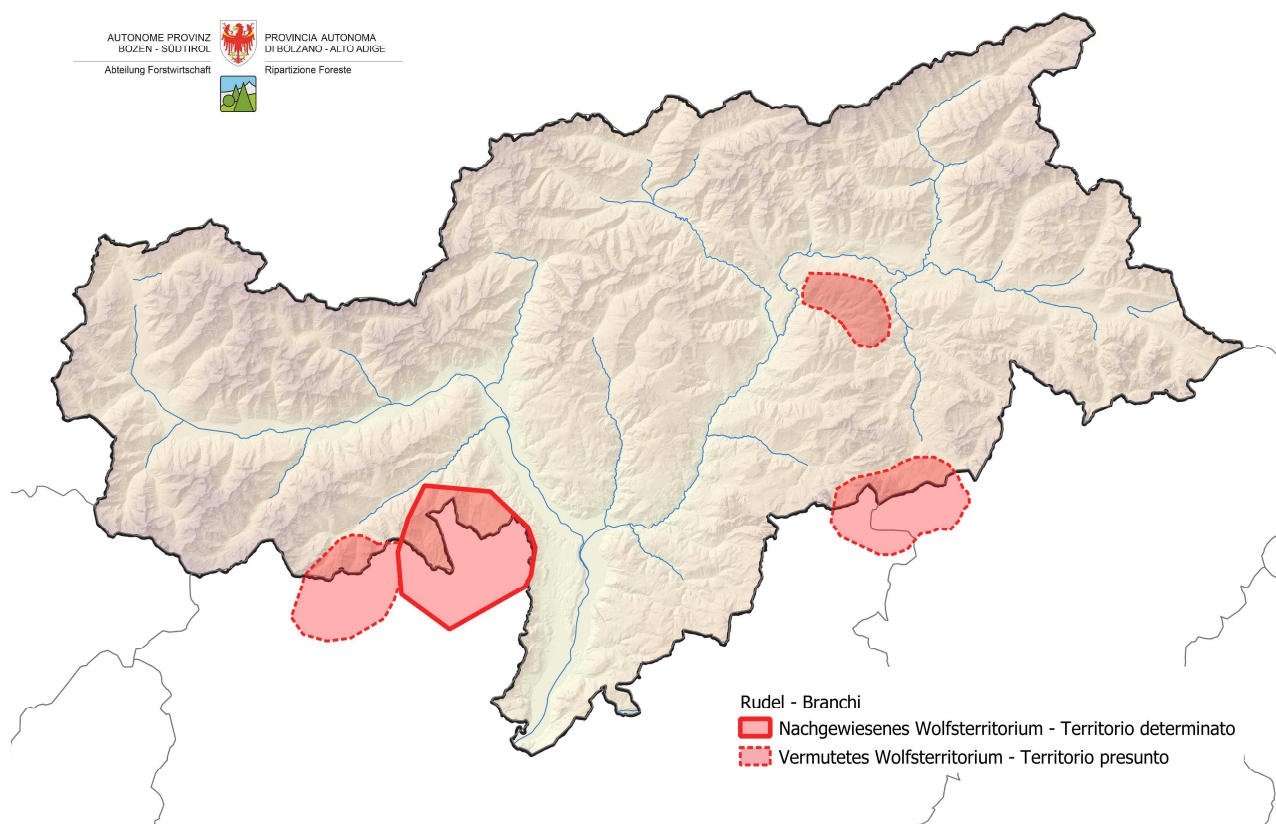 AUTONOME PROVINZ
BOZEN - SÜDTIROL
PROVINCIA AUTONOMA
DI BOLZANO - ALTO ADIGE
Abteilung Forstwirtschaft
Ripartizione Foreste
Rudel - Branchi
Nachgewiesenes Wolfsterritorium - Territorio determinato
Vermutetes Wolfsterritorium - Territorio presunto